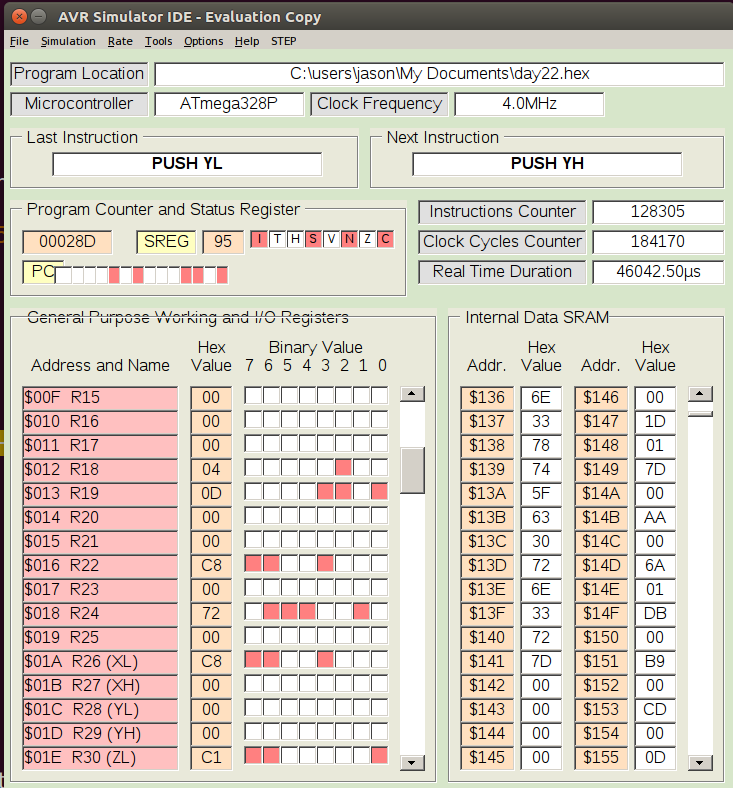 AVR Simulator IDE - Evaluation Copy
File Simulation Rate Tools Options Help STEP
Program Location C:\users\jason\My Documents\day22.hex
Microcontroller ATmega328P Clock Frequency 4.0MHz
Last Instruction Next Instruction
PUSH YL PUSH YH
Program Counter and Status Register
00028D SREG 95 I T H S V N Z C
PC
Instructions Counter 128305
Clock Cycles Counter 184170
Real Time Duration 46042.50µs
General Purpose Working and I/O Registers
Hex Binary Value
Address and Name Value 7 6 5 4 3 2 1 0
$00F R15 00
$010 R16 00
$011 R17 00
$012 R18 04
$013 R19 0D
$014 R20 00
$015 R21 00
$016 R22 C8
$017 R23 00
$018 R24 72
$019 R25 00
$01A R26 (XL) C8
$01B R27 (XH) 00
$01C R28 (YL) 00
$01D R29 (YH) 00
$01E R30 (ZL) C1
Internal Data SRAM
Hex Hex
Addr. Value Addr. Value
$136 6E $146 00
$137 33 $147 1D
$138 78 $148 01
$139 74 $149 7D
$13A 5F $14A 00
$13B 63 $14B AA
$13C 30 $14C 00
$13D 72 $14D 6A
$13E 6E $14E 01
$13F 33 $14F DB
$140 72 $150 00
$141 7D $151 B9
$142 00 $152 00
$143 00 $153 CD
$144 00 $154 00
$145 00 $155 0D